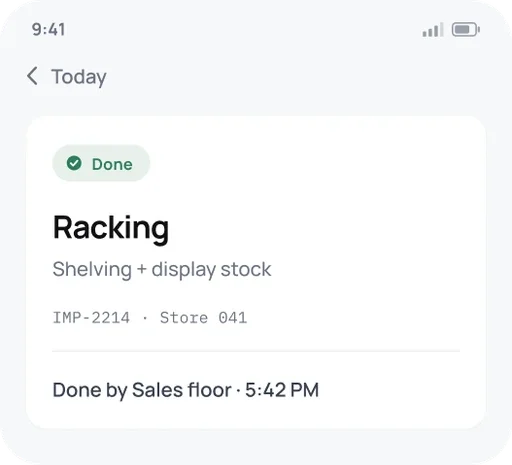 9:41
Today
Done
Racking
Shelving + display stock
IMP-2214 · Store 041
Done by Sales floor · 5:42 PM